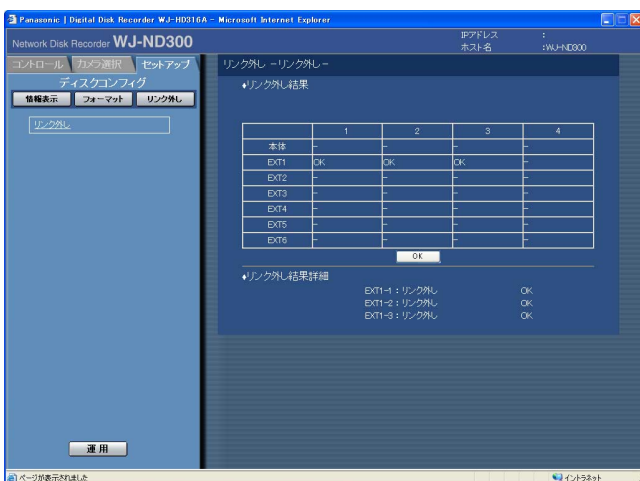 Panasonic | Digital Disk Recorder WJ-HD316A - Microsoft Internet Explorer
Network Disk Recorder WJ-ND300
IPアドレス :
ホスト名 :WJ-ND300
コントロール カメラ選択 セットアップ
ディスクコンフィグ
情報表示 フォーマット リンク外し
リンク外し
リンク外し -リンク外し-
♦リンク外し結果
1 2 3 4
本体 - - - -
EXT1 OK OK OK -
EXT2 - - - -
EXT3 - - - -
EXT4 - - - -
EXT5 - - - -
EXT6 - - - -
OK
♦リンク外し結果詳細
EXT1-1:リンク外し OK
EXT1-2:リンク外し OK
EXT1-3:リンク外し OK
運用
ページが表示されました
イントラネット